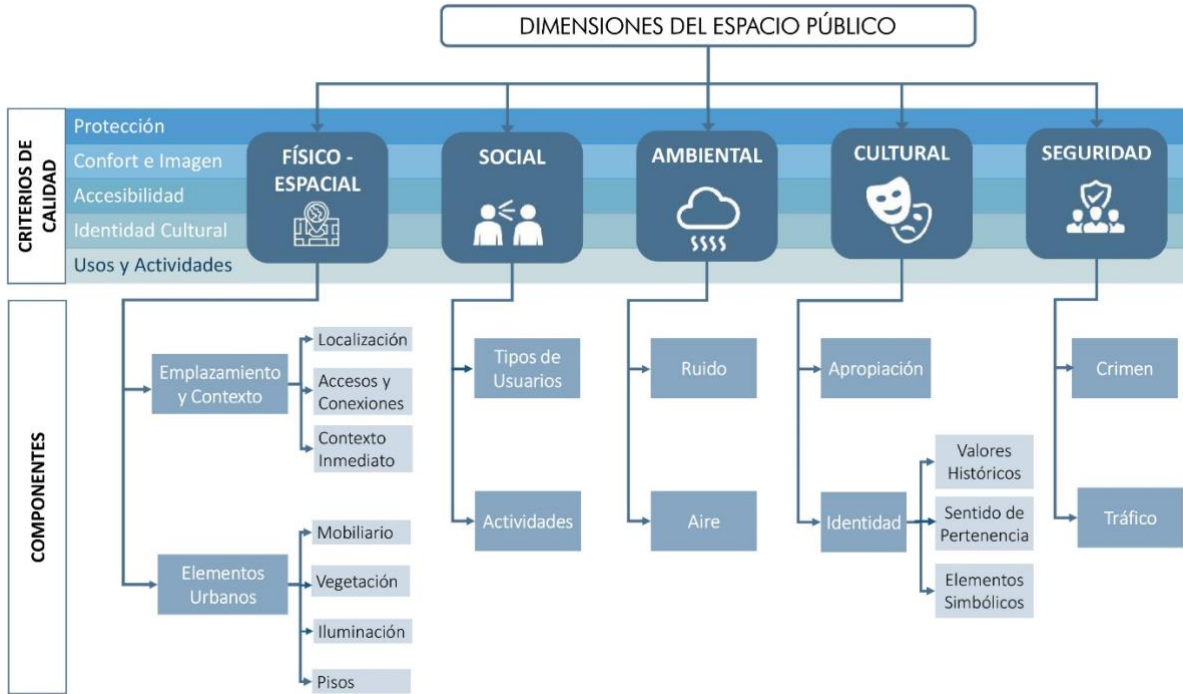 DIMENSIONES DEL ESPACIO PÚBLICO
CRITERIOS DE
CALIDAD
Protección
Confort e Imagen
Accesibilidad
Identidad Cultural
Usos y Actividades
FÍSICO -
ESPACIAL
SOCIAL
AMBIENTAL
CULTURAL
SEGURIDAD
COMPONENTES
Emplazamiento
y Contexto
Localización
Accesos y
Conexiones
Contexto
Inmediato
Elementos
Urbanos
Mobiliario
Vegetación
Iluminación
Pisos
Tipos de
Usuarios
Actividades
Ruido
Aire
Apropiación
Identidad
Valores
Históricos
Sentido de
Pertenencia
Elementos
Simbólicos
Crimen
Tráfico